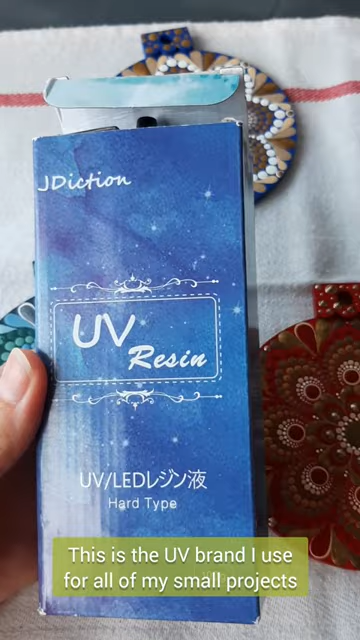 JDiction
UV
Resin
UV/LEDレジン液
Hard Type
This is the UV brand I use
for all of my small projects